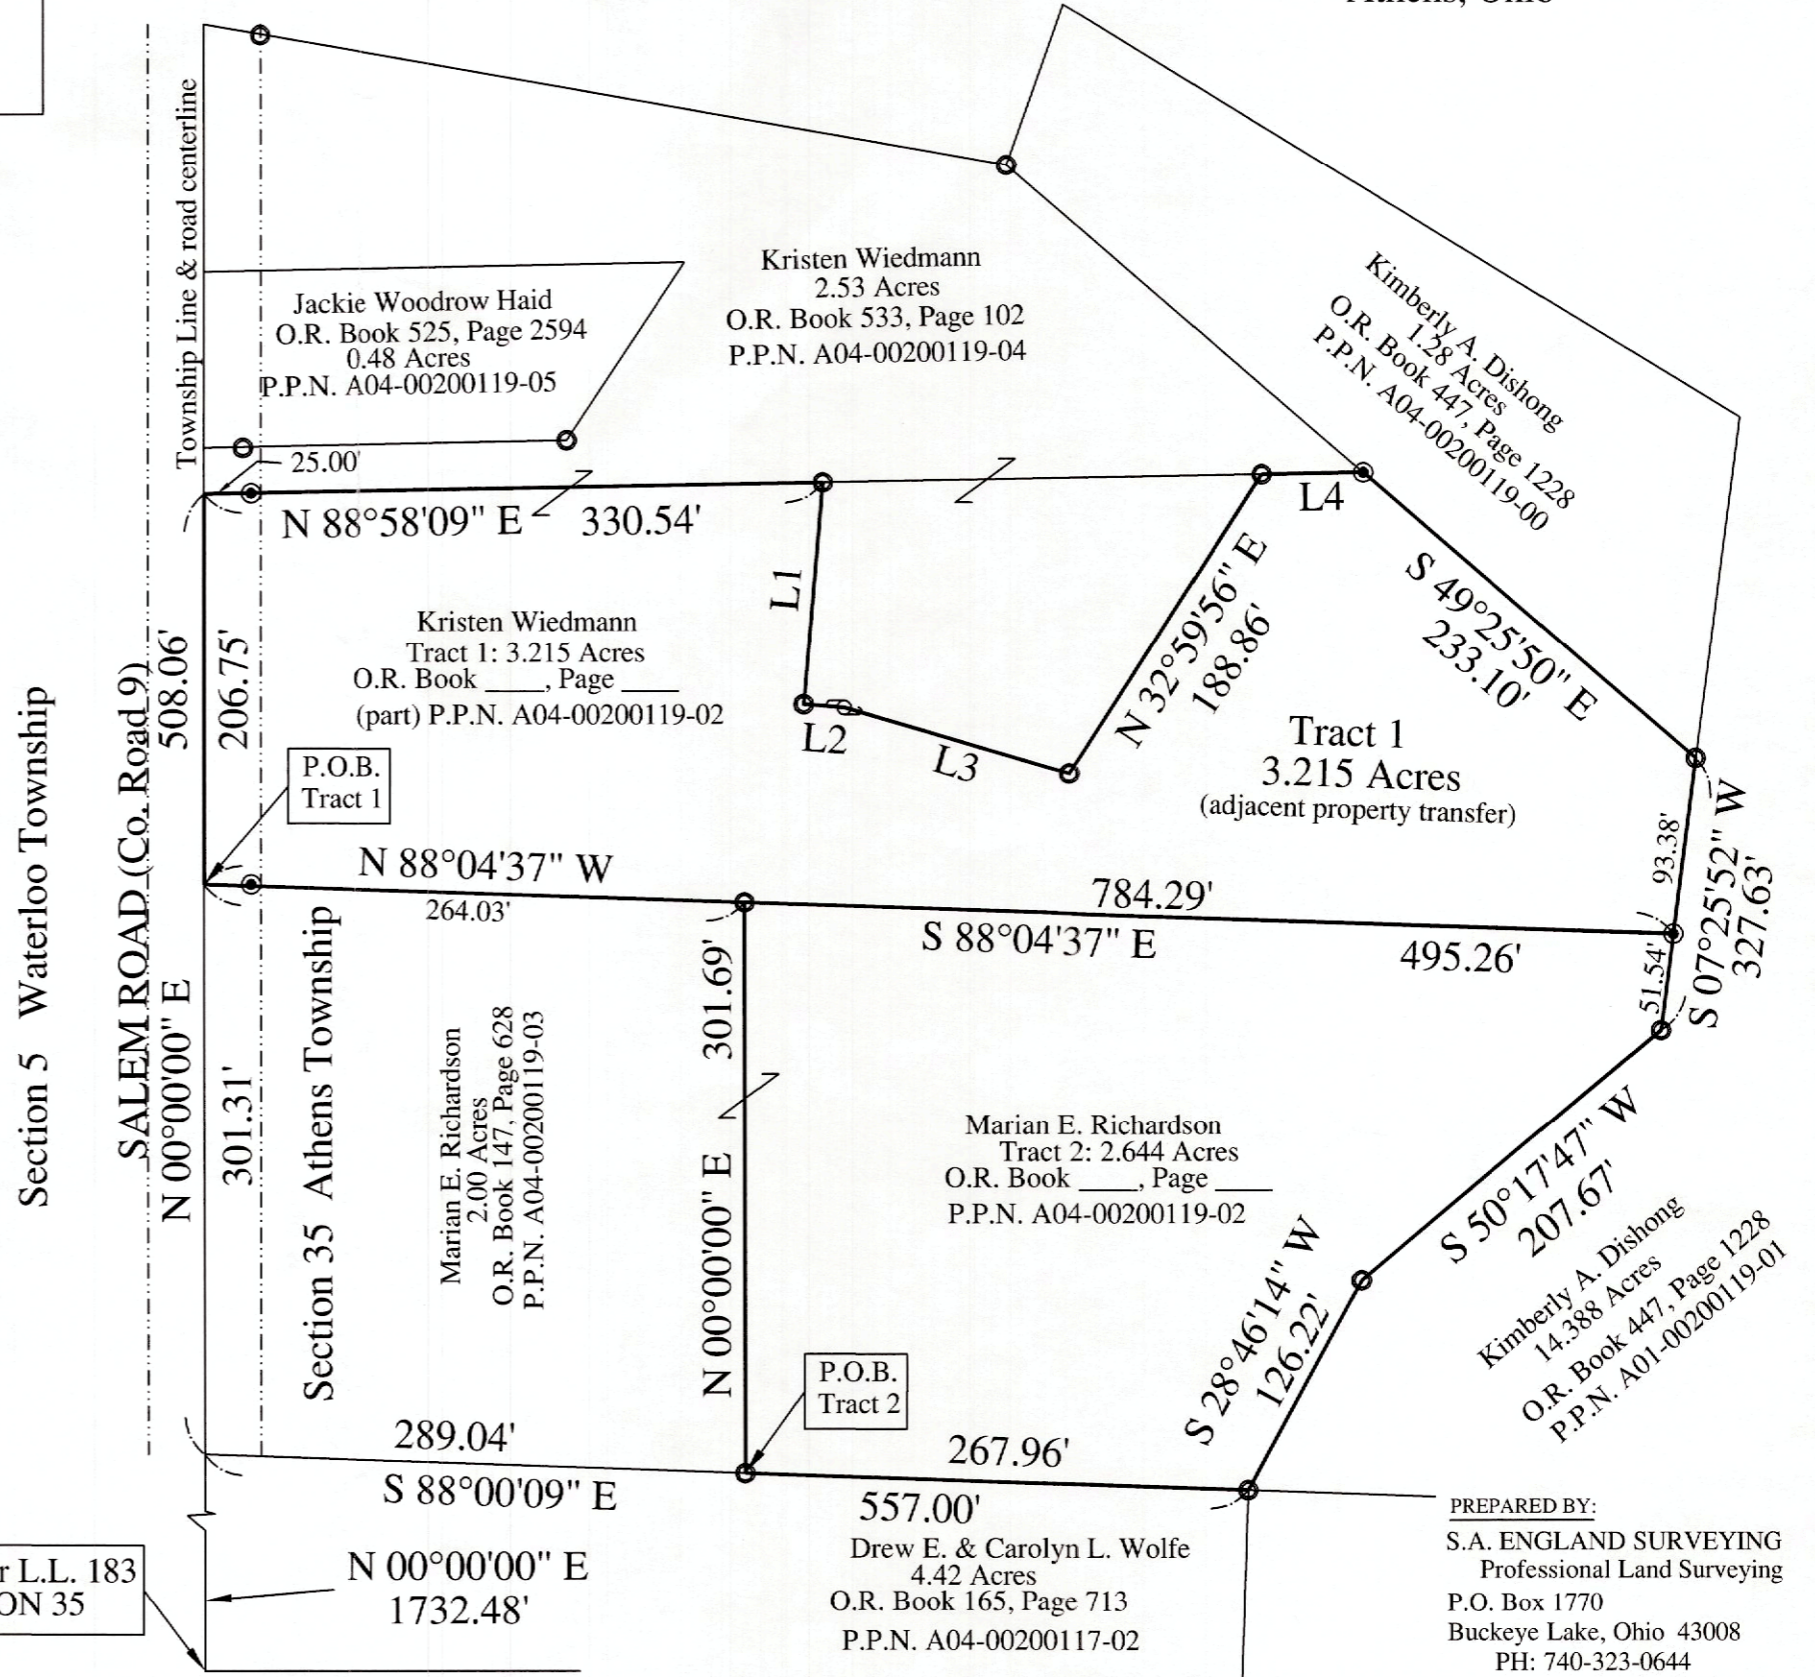 Athens, Ohio
Township Line & road centerline
Jackie Woodrow Haid
O.R. Book 525, Page 2594
0.48 Acres
P.P.N. A04-00200119-05
Kristen Wiedmann
2.53 Acres
O.R. Book 533, Page 102
P.P.N. A04-00200119-04
Kimberly A. Dishong
1.28 Acres
O.R. Book 447, Page 1228
P.P.N. A04-00200119-00
25.00'
N 88°58'09" E
330.54'
L4
L1
L2
L3
N 32°59'56" E
188.86'
S 49°25'50" E
233.10'
Kristen Wiedmann
Tract 1: 3.215 Acres
O.R. Book ____, Page ____
(part) P.P.N. A04-00200119-02
Tract 1
3.215 Acres
(adjacent property transfer)
508.06'
206.75'
P.O.B.
Tract 1
Section 5 Waterloo Township
SALEM ROAD (Co. Road 9)
N 00°00'00" E
301.31'
N 88°04'37" W
264.03'
784.29'
S 88°04'37" E
495.26'
93.38'
51.54'
S 07°25'52" W
327.63'
Section 35 Athens Township
Marian E. Richardson
2.00 Acres
O.R. Book 147, Page 628
P.P.N. A04-00200119-03
301.69'
N 00°00'00" E
Marian E. Richardson
Tract 2: 2.644 Acres
O.R. Book ____, Page ____
P.P.N. A04-00200119-02
S 50°17'47" W
207.67'
S 28°46'14" W
126.22'
Kimberly A. Dishong
14.388 Acres
O.R. Book 447, Page 1228
P.P.N. A01-00200119-01
P.O.B.
Tract 2
289.04'
S 88°00'09" E
267.96'
557.00'
Drew E. & Carolyn L. Wolfe
4.42 Acres
O.R. Book 165, Page 713
P.P.N. A04-00200117-02
r L.L. 183
ON 35
N 00°00'00" E
1732.48'
PREPARED BY:
S.A. ENGLAND SURVEYING
Professional Land Surveying
P.O. Box 1770
Buckeye Lake, Ohio 43008
PH: 740-323-0644